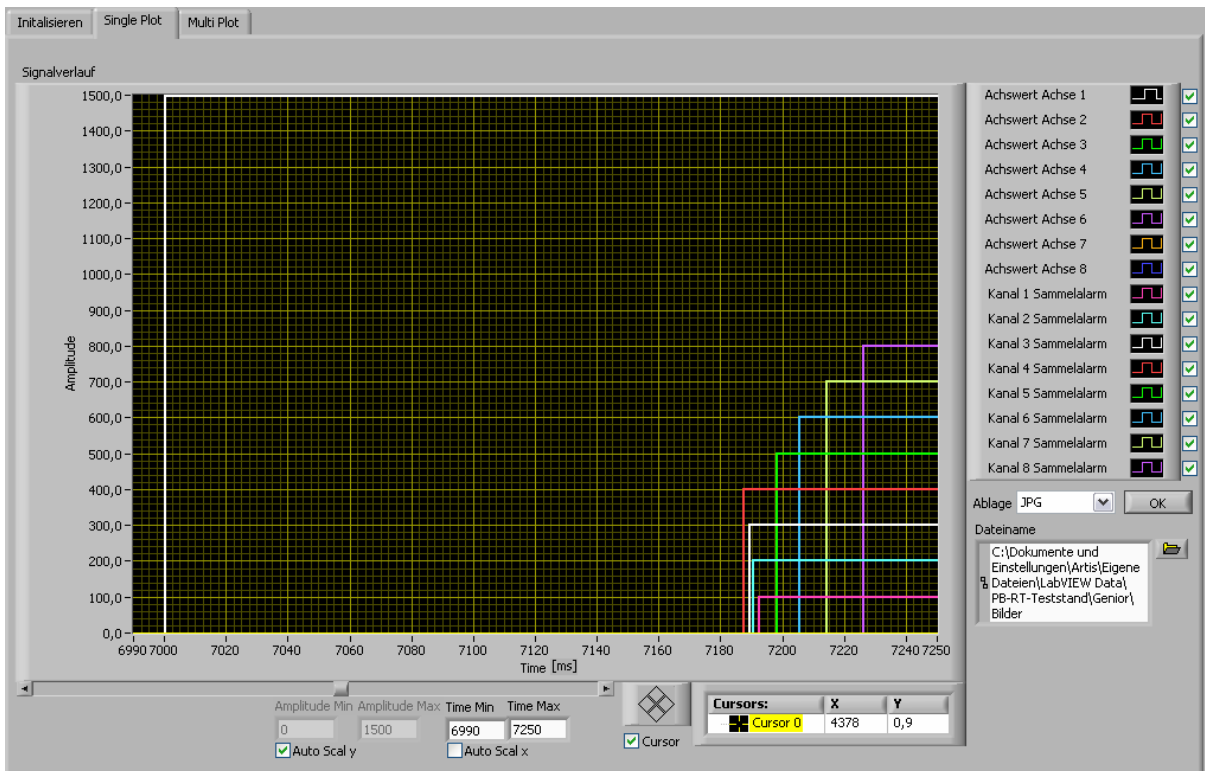 Initalisieren Single Plot Multi Plot
Signalverlauf
Amplitude
1500,0
1400,0
1300,0
1200,0
1100,0
1000,0
900,0
800,0
700,0
600,0
500,0
400,0
300,0
200,0
100,0
0,0
6990 7000 7020 7040 7060 7080 7100 7120 7140 7160 7180 7200 7220 7240 7250
Time [ms]
Achswert Achse 1
Achswert Achse 2
Achswert Achse 3
Achswert Achse 4
Achswert Achse 5
Achswert Achse 6
Achswert Achse 7
Achswert Achse 8
Kanal 1 Sammelalarm
Kanal 2 Sammelalarm
Kanal 3 Sammelalarm
Kanal 4 Sammelalarm
Kanal 5 Sammelalarm
Kanal 6 Sammelalarm
Kanal 7 Sammelalarm
Kanal 8 Sammelalarm
Ablage JPG OK
Dateiname
C:\Dokumente und
Einstellungen\Artis\Eigene
Dateien\LabVIEW Data\
PB-RT-Teststand\Genior\
Bilder
Amplitude Min Amplitude Max Time Min Time Max
0 1500 6990 7250
Auto Scal y Auto Scal x
Cursor
Cursors: X Y
Cursor 0 4378 0,9